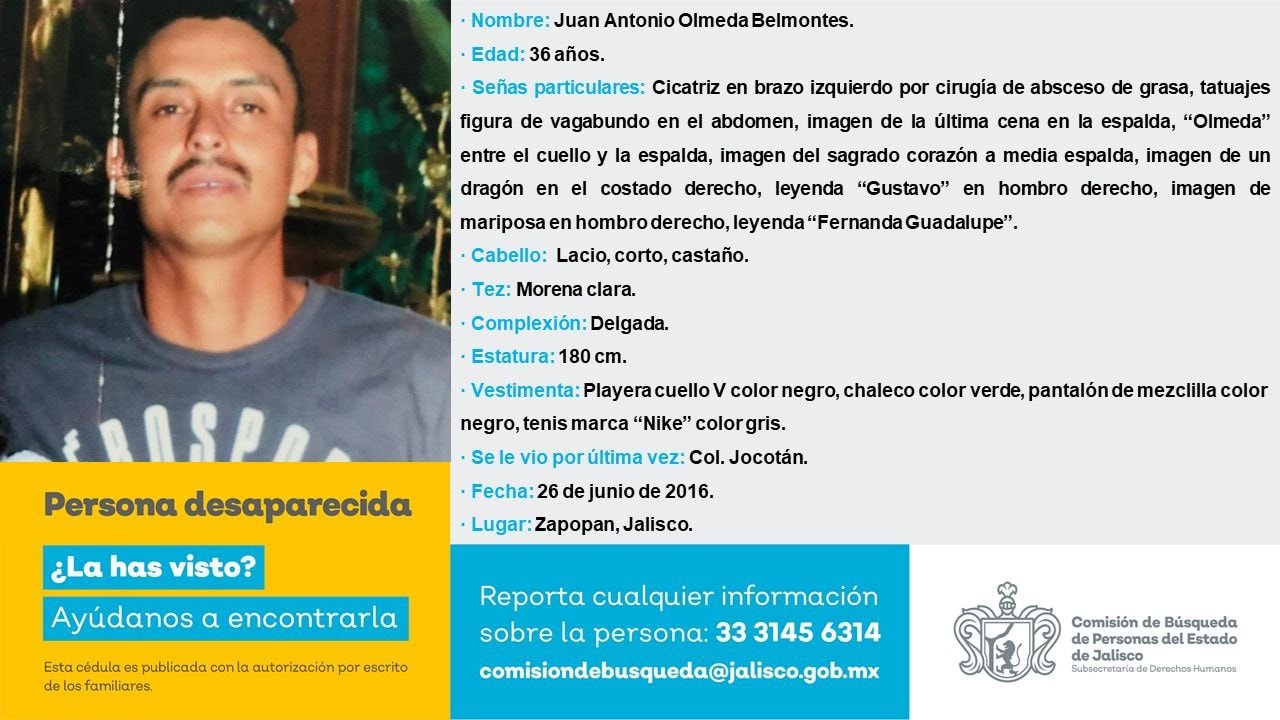 · Nombre: Juan Antonio Olmeda Belmontes.
· Edad: 36 años.
· Señas particulares: Cicatriz en brazo izquierdo por cirugía de absceso de grasa, tatuajes
figura de vagabundo en el abdomen, imagen de la última cena en la espalda, “Olmeda”
entre el cuello y la espalda, imagen del sagrado corazón a media espalda, imagen de un
dragón en el costado derecho, leyenda “Gustavo” en hombro derecho, imagen de
mariposa en hombro derecho, leyenda “Fernanda Guadalupe”.
· Cabello: Lacio, corto, castaño.
· Tez: Morena clara.
· Complexión: Delgada.
· Estatura: 180 cm.
· Vestimenta: Playera cuello V color negro, chaleco color verde, pantalón de mezclilla color
negro, tenis marca “Nike” color gris.
· Se le vio por última vez: Col. Jocotán.
· Fecha: 26 de junio de 2016.
· Lugar: Zapopan, Jalisco.
Persona desaparecida
¿La has visto?
Ayúdanos a encontrarla
Esta cédula es publicada con la autorización por escrito
de los familiares.
Reporta cualquier información
sobre la persona: 33 3145 6314
comisiondebusqueda@jalisco.gob.mx
Comisión de Búsqueda
de Personas del Estado
de Jalisco
Subsecretaría de Derechos Humanos